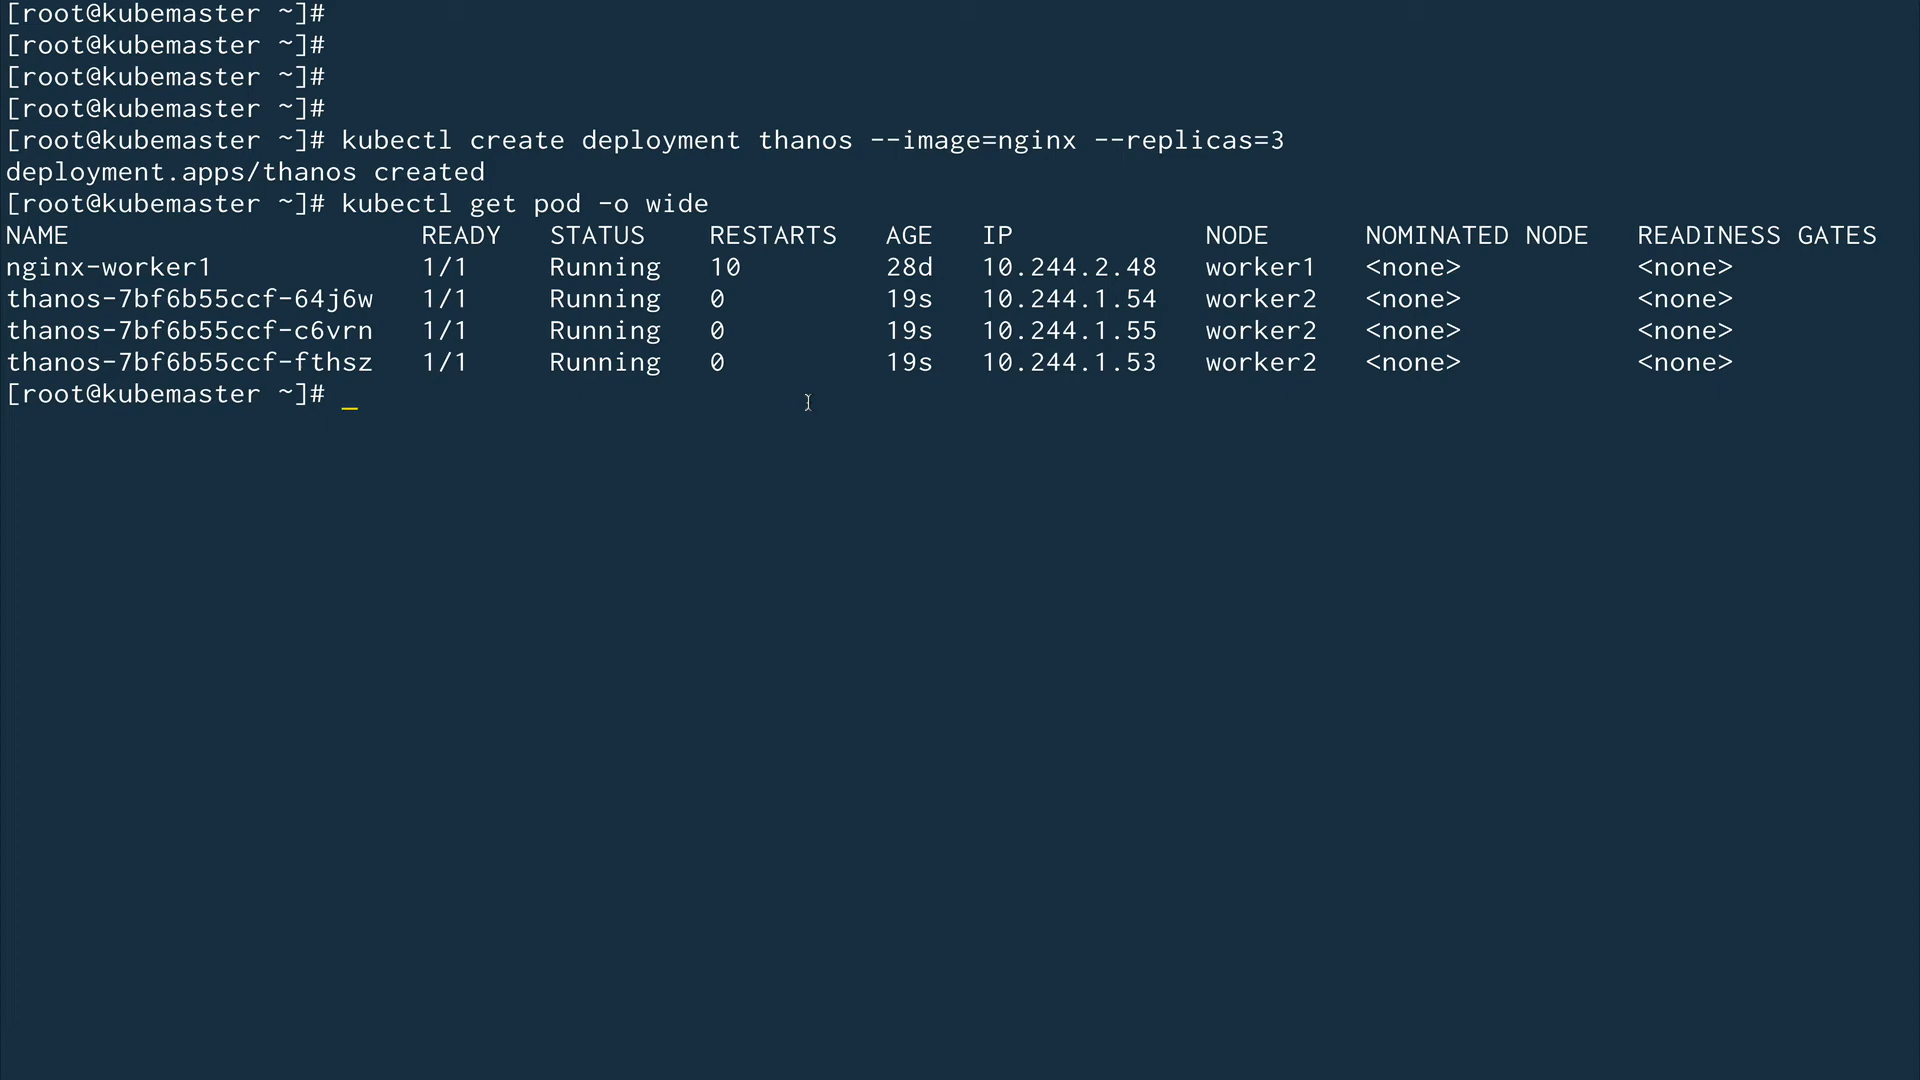 [root@kubemaster ~]#
[root@kubemaster ~]#
[root@kubemaster ~]#
[root@kubemaster ~]#
[root@kubemaster ~]# kubectl create deployment thanos --image=nginx --replicas=3
deployment.apps/thanos created
[root@kubemaster ~]# kubectl get pod -o wide
NAME READY STATUS RESTARTS AGE IP NODE NOMINATED NODE READINESS GATES
nginx-worker1 1/1 Running 10 28d 10.244.2.48 worker1 <none> <none>
thanos-7bf6b55ccf-64j6w 1/1 Running 0 19s 10.244.1.54 worker2 <none> <none>
thanos-7bf6b55ccf-c6vrn 1/1 Running 0 19s 10.244.1.55 worker2 <none> <none>
thanos-7bf6b55ccf-fthsz 1/1 Running 0 19s 10.244.1.53 worker2 <none> <none>
[root@kubemaster ~]# _